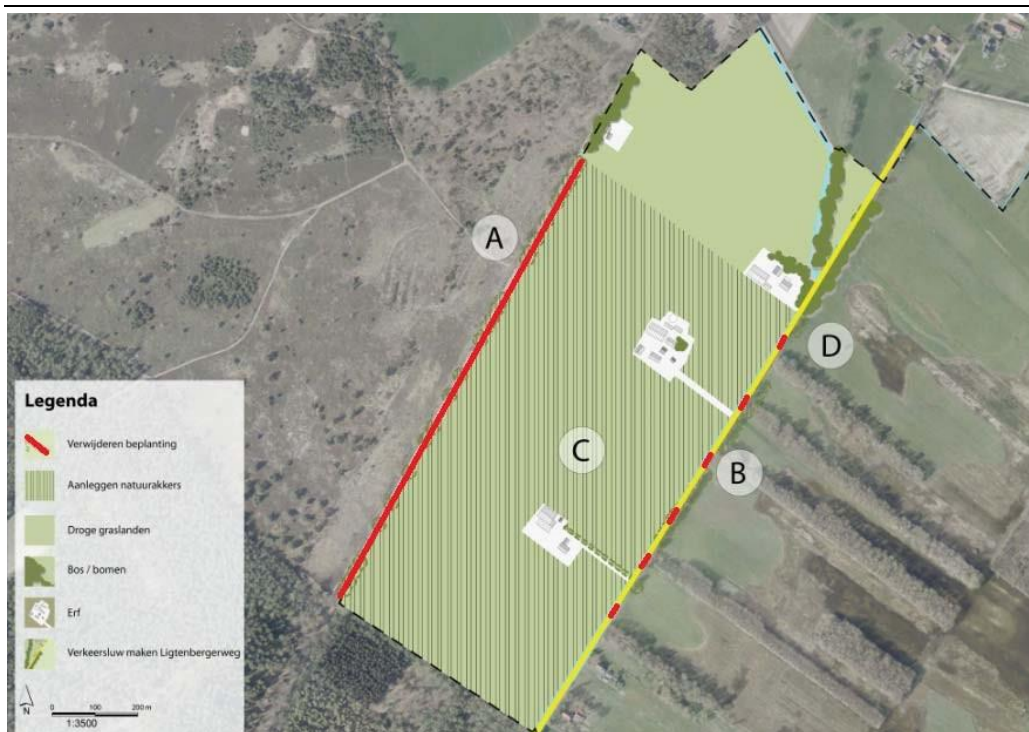 A
D
C
B
Legenda
Verwijderen beplanting
Aanleggen natuurakkers
Droge graslanden
Bos / bomen
Erf
Verkeersluw maken Ligtenbergerweg
N
0 100 200 m
1:3500